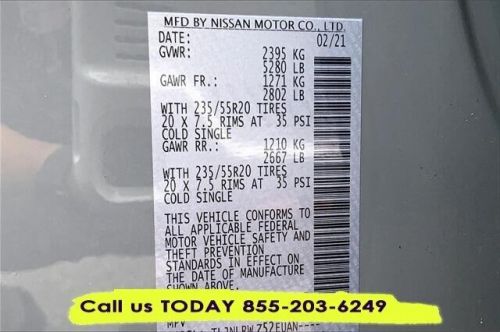 MFD BY NISSAN MOTOR CO., LTD.
DATE: 02/21
GVWR: 2395 KG
5280 LB
GAWR FR.: 1271 KG
2802 LB
WITH 235/55R20 TIRES
20 X 7.5 RIMS AT 35 PSI
COLD SINGLE
GAWR RR.: 1210 KG
2667 LB
WITH 235/55R20 TIRES
20 X 7.5 RIMS AT 35 PSI
COLD SINGLE
THIS VEHICLE CONFORMS TO
ALL APPLICABLE FEDERAL
MOTOR VEHICLE SAFETY AND
THEFT PREVENTION
STANDARDS IN EFFECT ON
THE DATE OF MANUFACTURE
SHOWN ABOVE.
Call us TODAY 855-203-6249
MPV